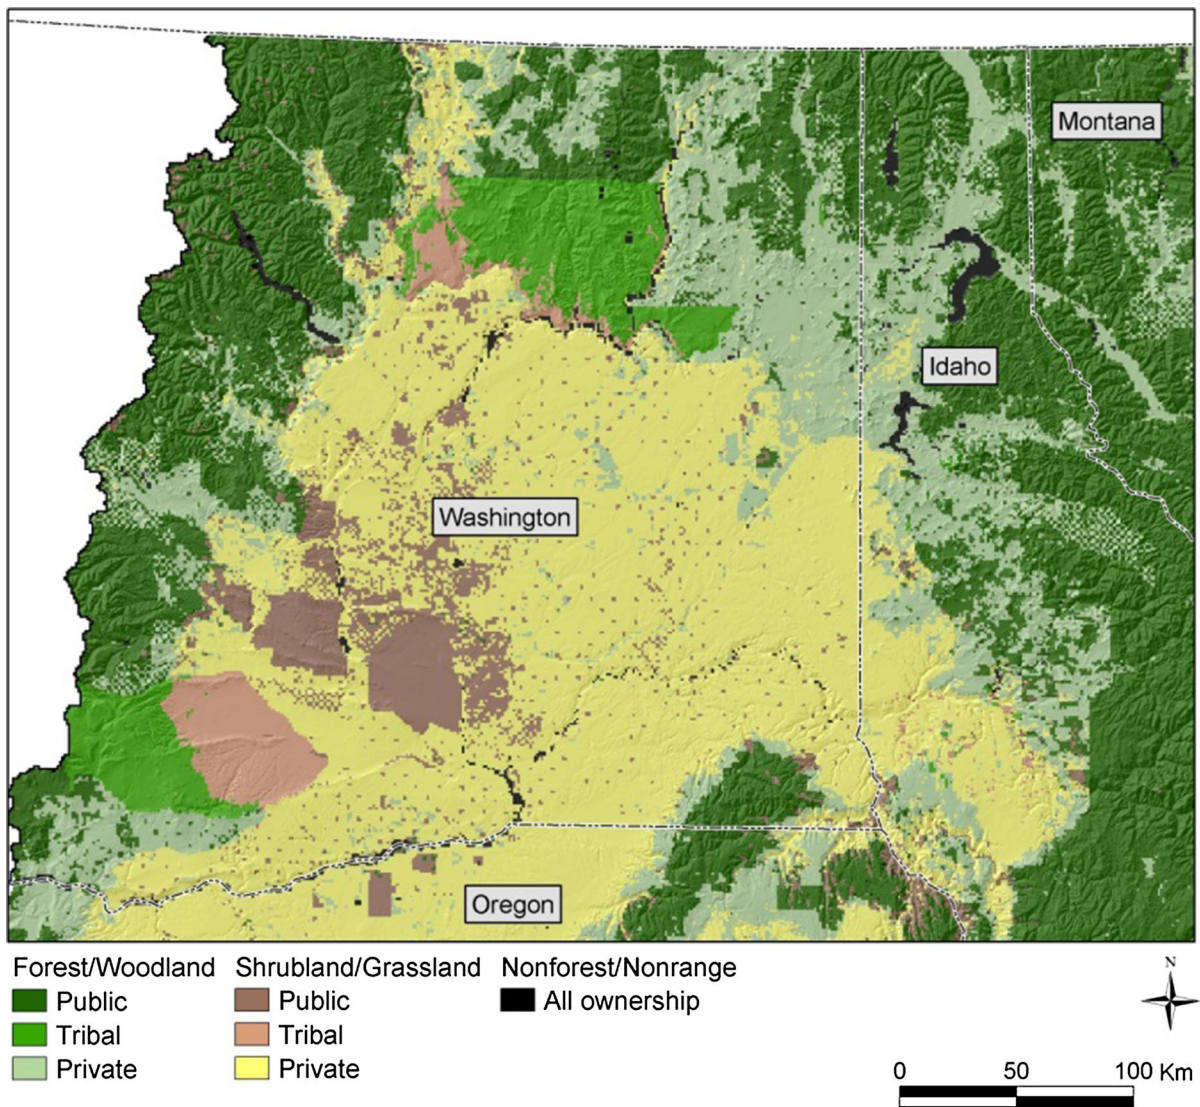 Montana
Idaho
Washington
Oregon
Forest/Woodland Shrubland/Grassland Nonforest/Nonrange
Public Public All ownership
Tribal Tribal
Private Private
N
0 50 100 Km